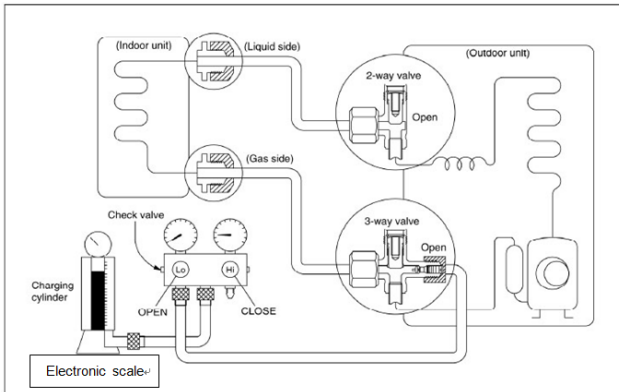 (Indoor unit)
(Liquid side)
(Outdoor unit)
2-way valve
Open
(Gas side)
Check valve
3-way valve
Open
Lo
Hi
Charging
cylinder
OPEN
CLOSE
Electronic scale